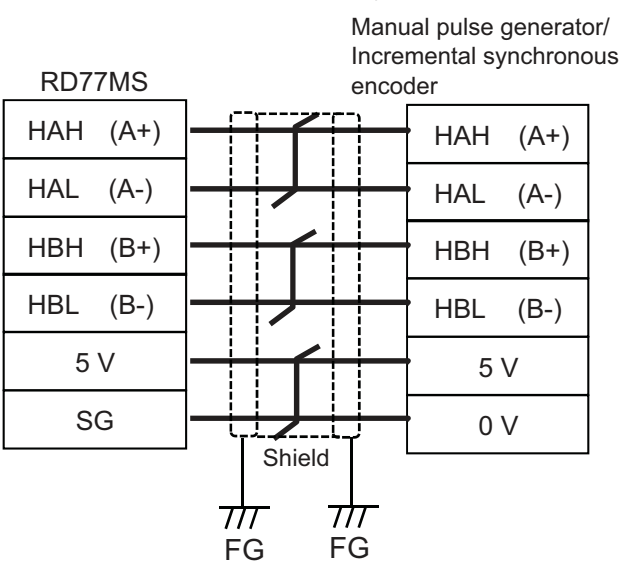 Manual pulse generator/
Incremental synchronous
encoder
RD77MS
HAH (A+)
HAL (A-)
HBH (B+)
HBL (B-)
5 V
SG
HAH (A+)
HAL (A-)
HBH (B+)
HBL (B-)
5 V
0 V
Shield
FG
FG